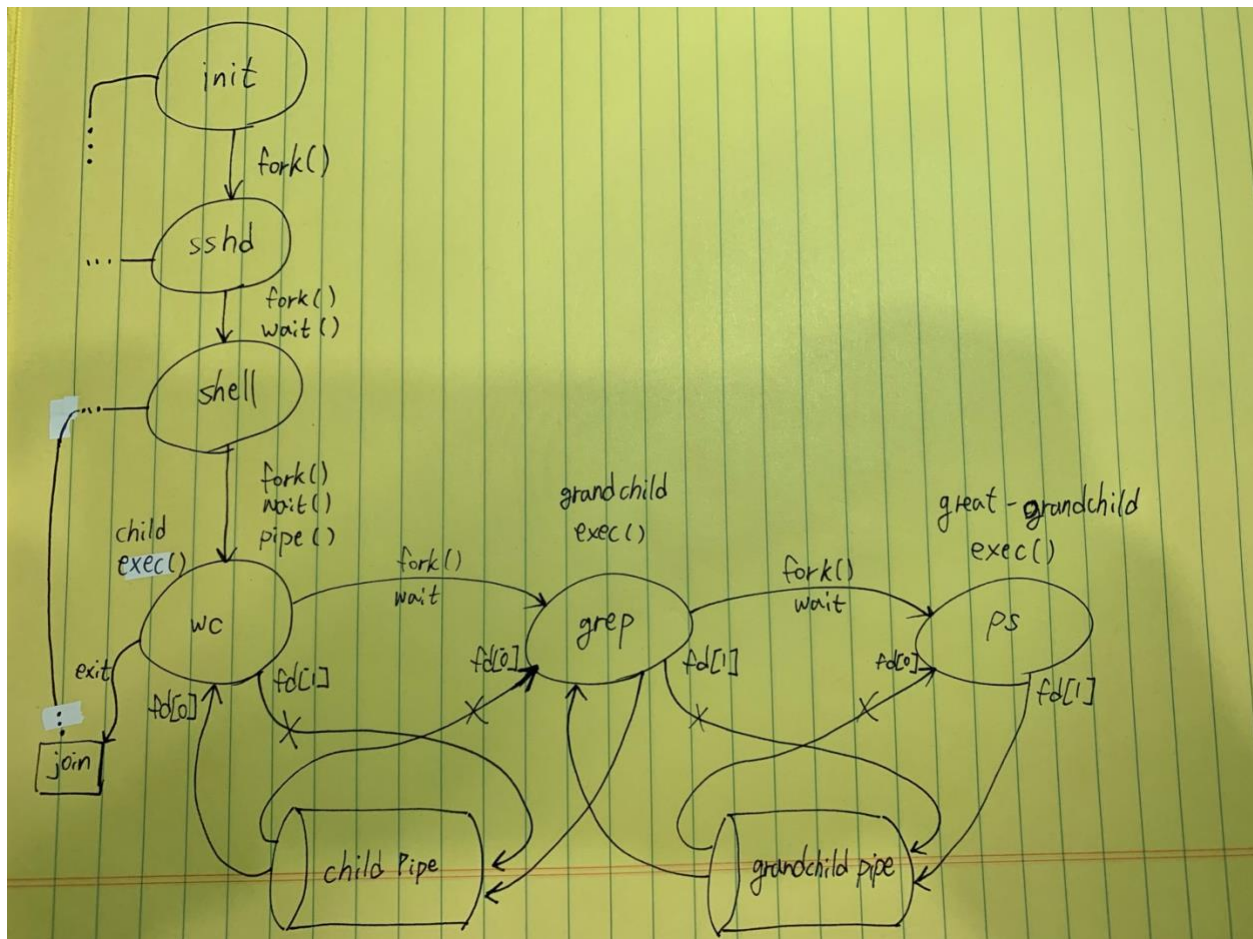 init
fork()
sshd
fork()
wait()
shell
fork()
wait()
pipe()
child
exec()
grandchild
exec()
great-grandchild
exec()
fork()
wait
fork()
wait
wc
grep
ps
exit
fd[0]
fd[1]
fd[0]
fd[1]
fd[0]
fd[1]
join
child Pipe
grandchild pipe